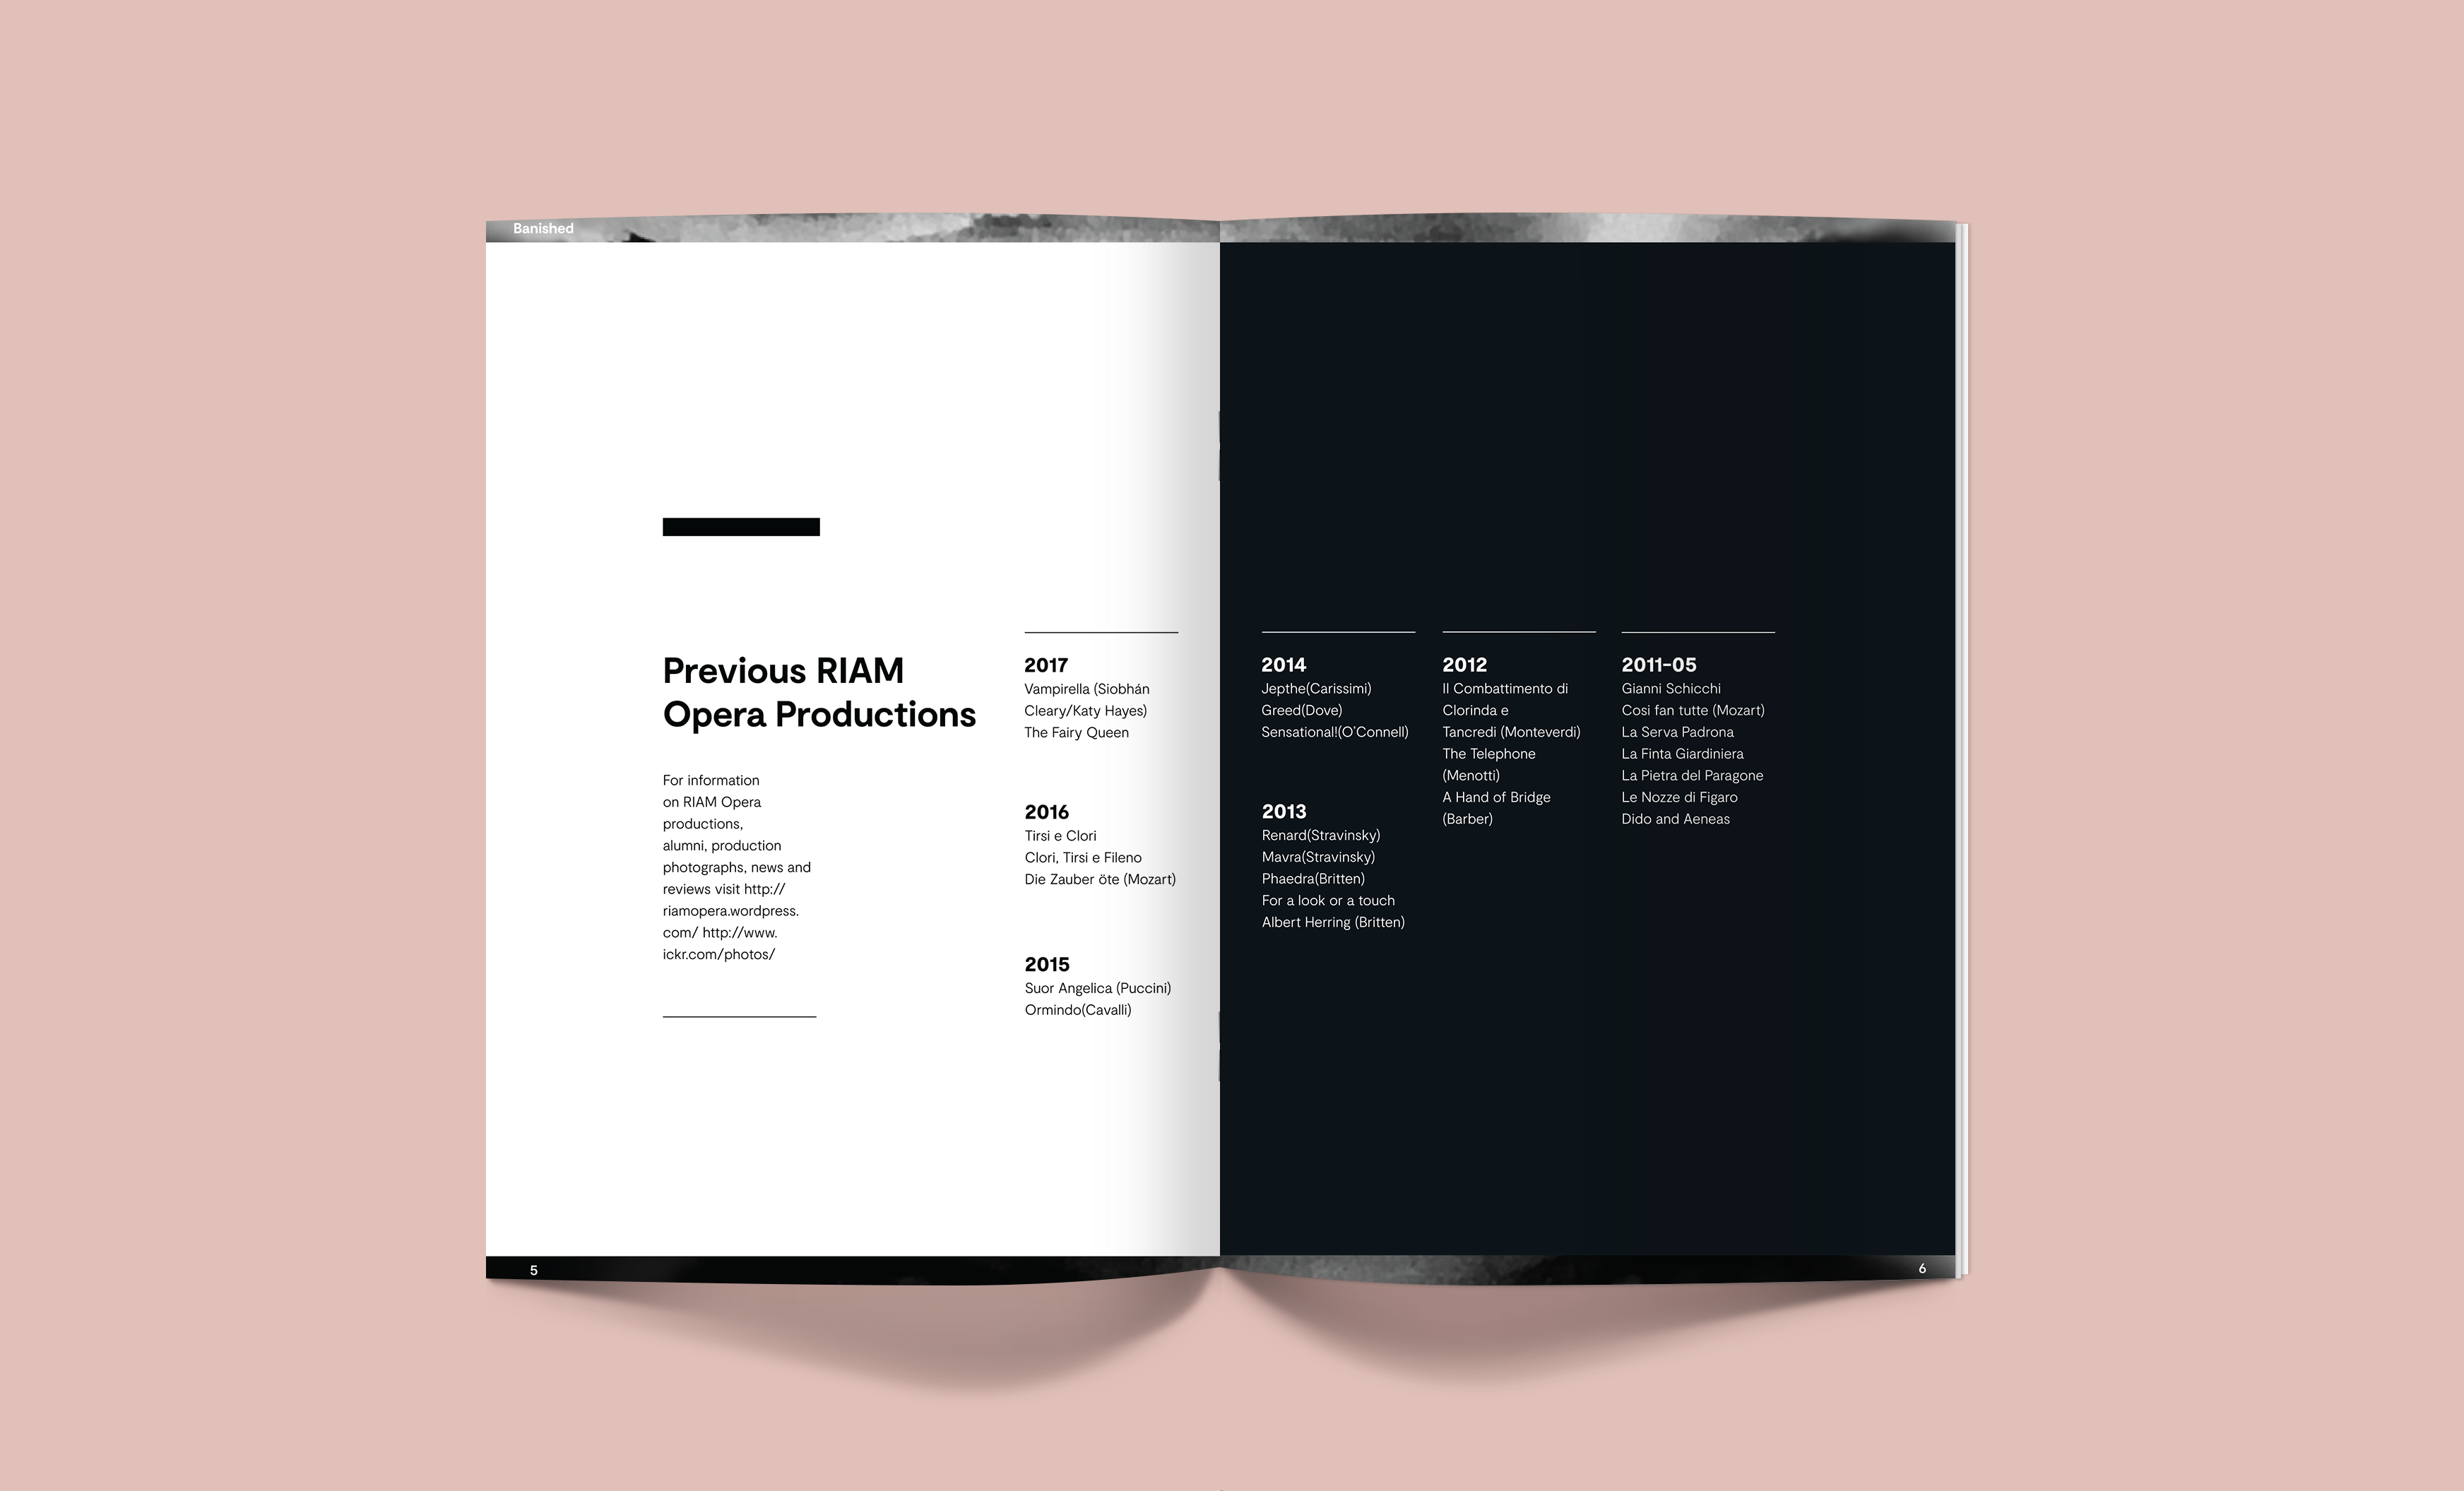 Banished
Previous RIAM
Opera Productions
For information
on RIAM Opera
productions,
alumni, production
photographs, news and
reviews visit http://
riamopera.wordpress.
com/ http://www.
ickr.com/photos/
2017
Vampirella (Siobhán
Cleary/Katy Hayes)
The Fairy Queen
2016
Tirsi e Clori
Clori, Tirsi e Fileno
Die Zauber öte (Mozart)
2015
Suor Angelica (Puccini)
Ormindo(Cavalli)
5
2014
Jepthe(Carissimi)
Greed(Dove)
Sensational!(O'Connell)
2013
Renard(Stravinsky)
Mavra(Stravinsky)
Phaedra(Britten)
For a look or a touch
Albert Herring (Britten)
2012
Il Combattimento di
Clorinda e
Tancredi (Monteverdi)
The Telephone
(Menotti)
A Hand of Bridge
(Barber)
2011-05
Gianni Schicchi
Cosi fan tutte (Mozart)
La Serva Padrona
La Finta Giardiniera
La Pietra del Paragone
Le Nozze di Figaro
Dido and Aeneas
6